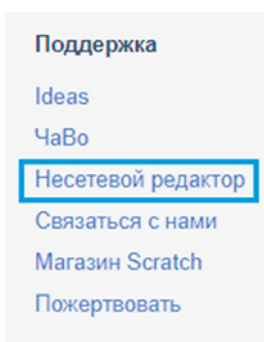 Поддержка
Ideas
ЧаВо
Несетевой редактор
Связаться с нами
Магазин Scratch
Пожертвовать